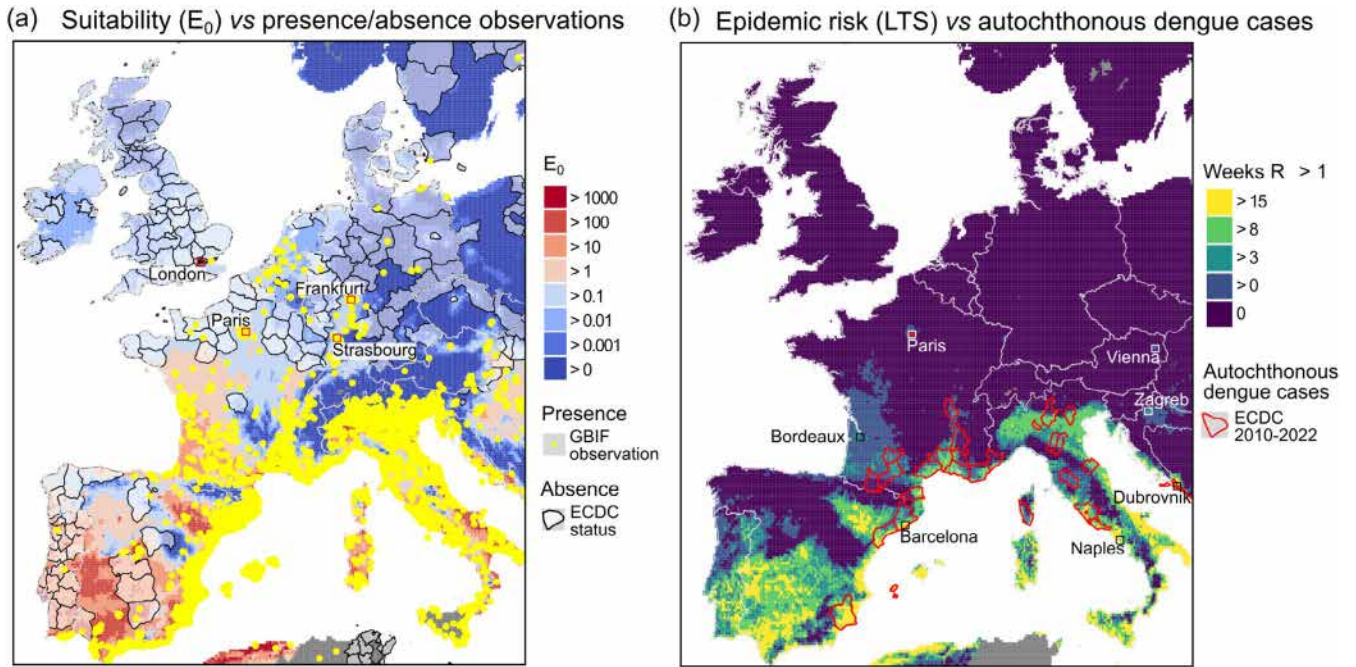 (a) Suitability (E₀) vs presence/absence observations
London
Frankfurt
Paris
Strasbourg
E₀
> 1000
> 100
> 10
> 1
> 0.1
> 0.01
> 0.001
> 0
Presence
GBIF
observation
Absence
ECDC
status
(b) Epidemic risk (LTS) vs autochthonous dengue cases
Paris
Vienna
Zagreb
Bordeaux
Dubrovnik
Barcelona
Naples
Weeks R > 1
> 15
> 8
> 3
> 0
0
Autochthonous
dengue cases
ECDC
2010-2022